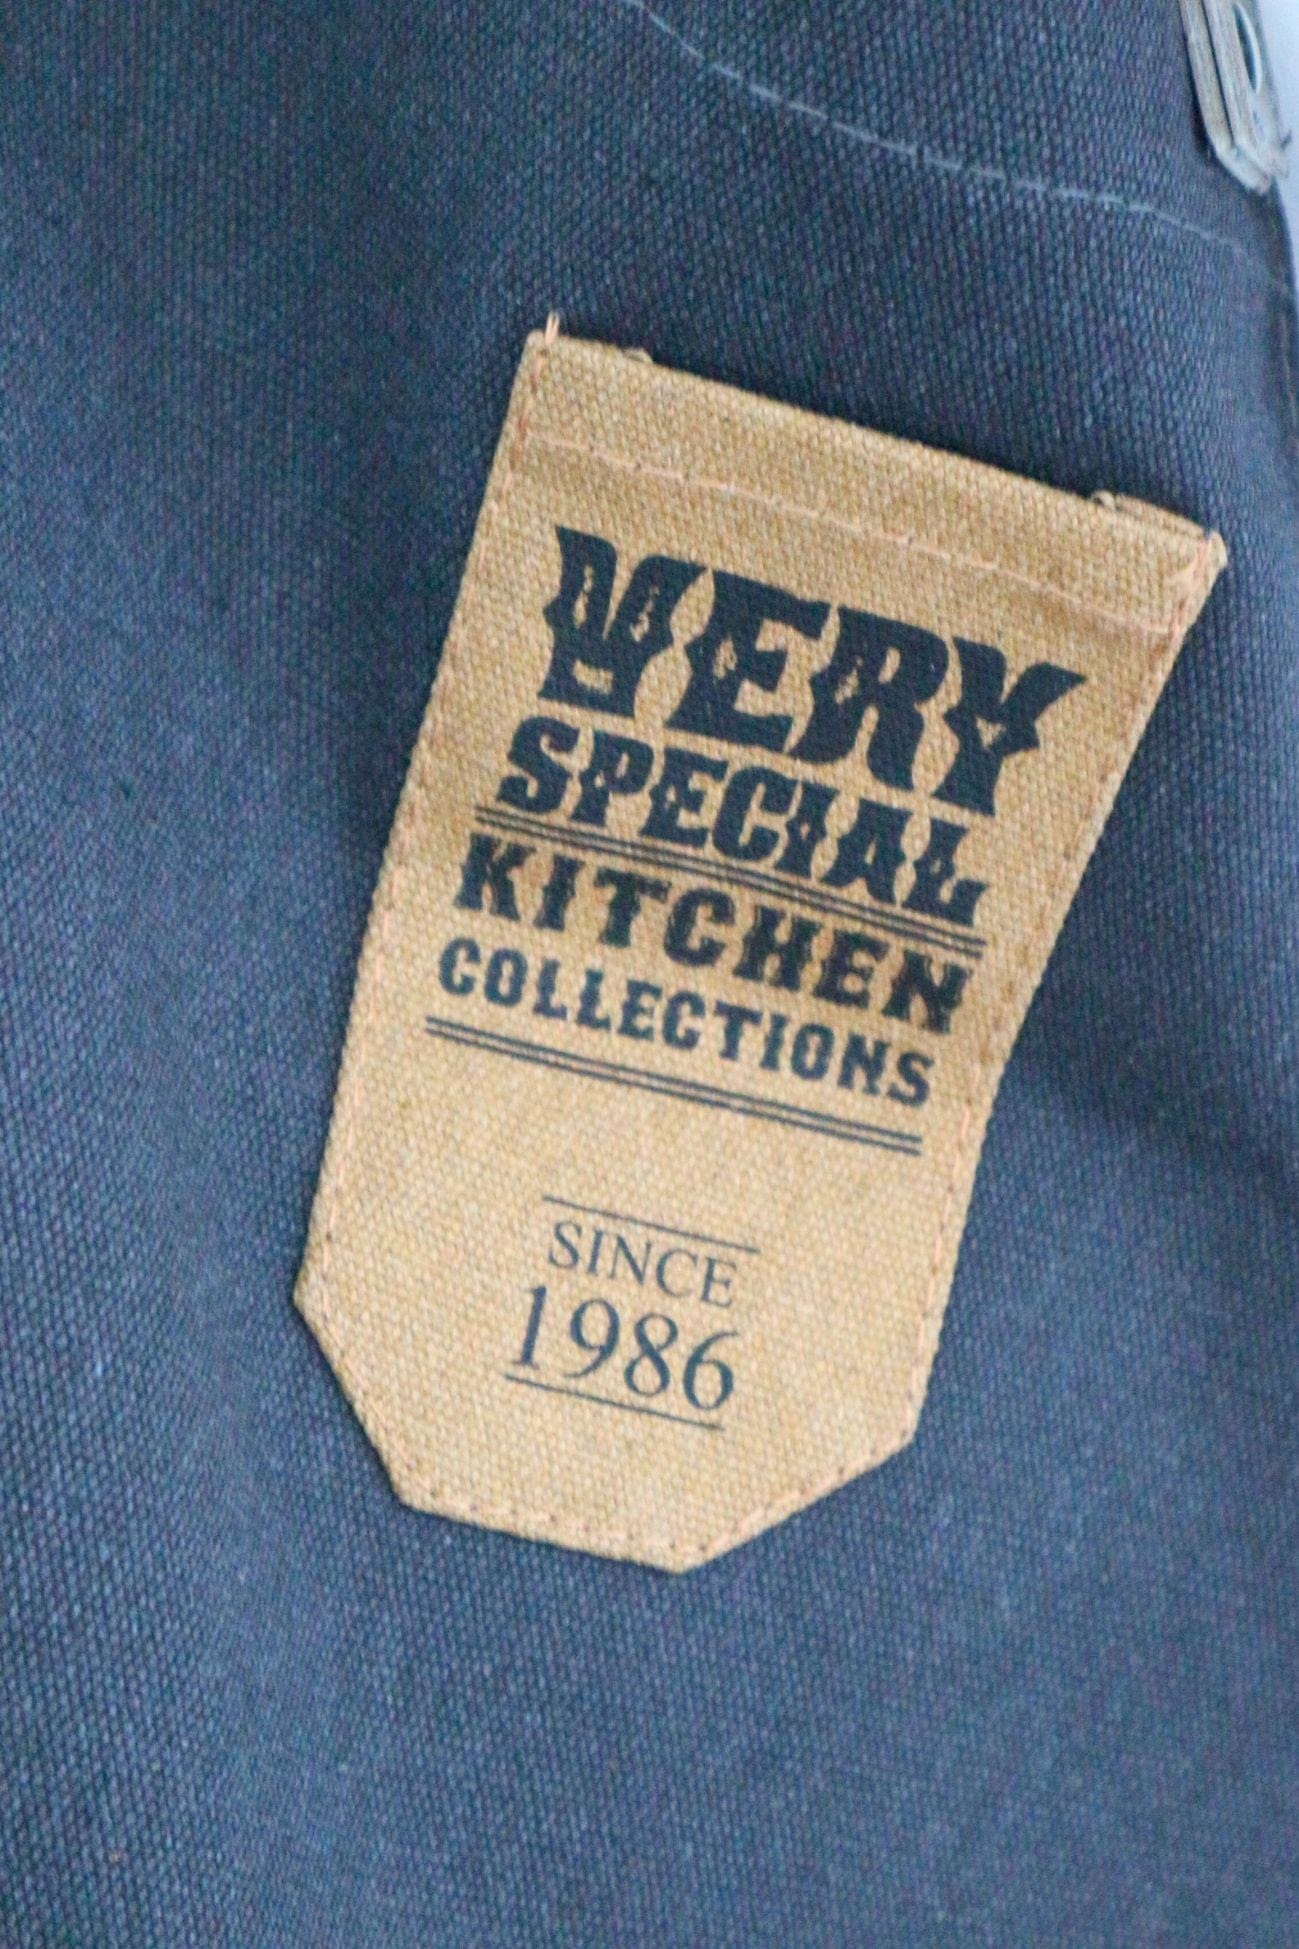 VERY
SPECIAL
KITCHEN
COLLECTIONS
SINCE
1986